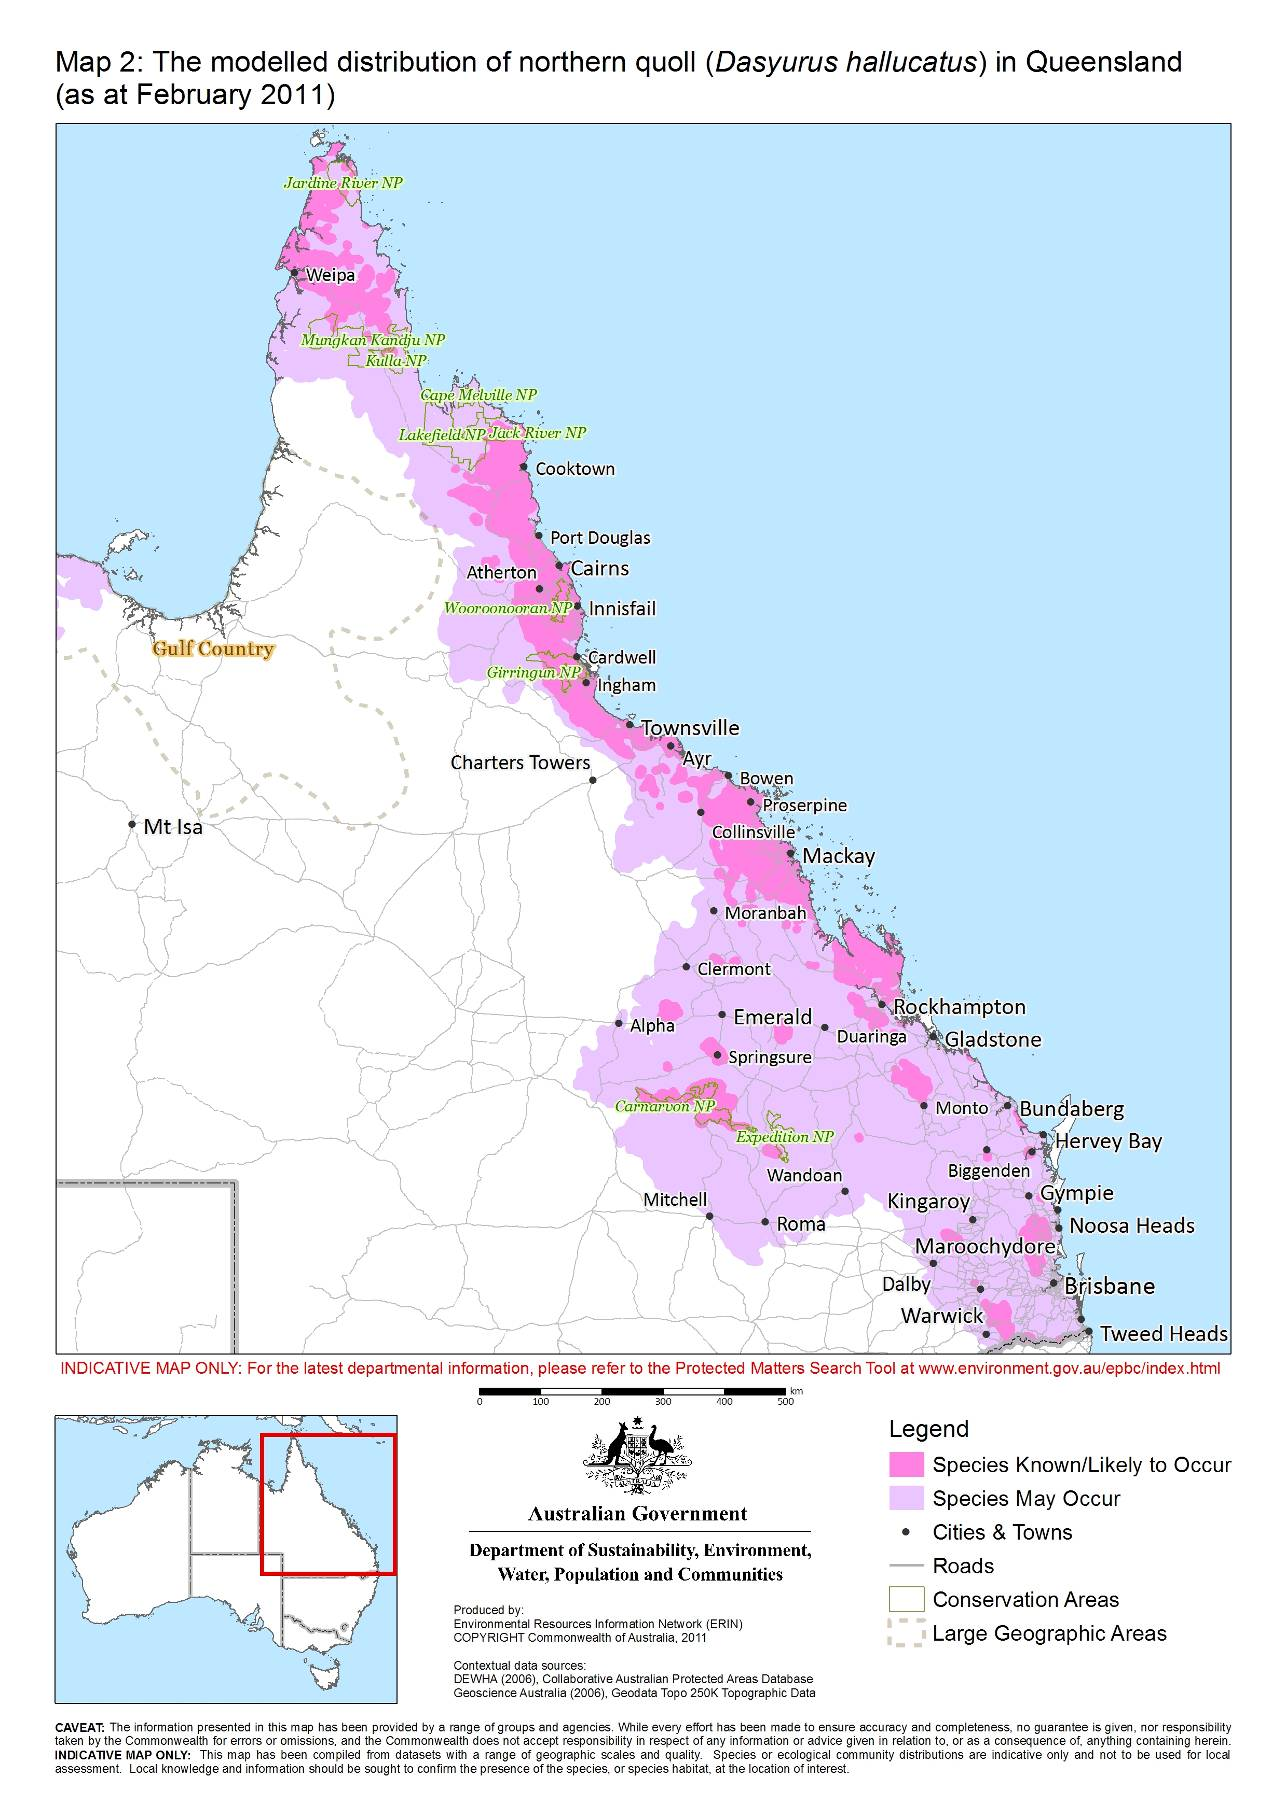 Map 2: The modelled distribution of northern quoll (Dasyurus hallucatus) in Queensland
(as at February 2011)
Jardine River NP
Weipa
Mungkan Kandju NP
Kulla NP
Cape Melville NP
Lakefield NP
Jack River NP
Cooktown
Port Douglas
Cairns
Atherton
Wooroonooran NP
Innisfail
Gulf Country
Cardwell
Girringun NP
Ingham
Townsville
Ayr
Charters Towers
Bowen
Proserpine
Mt Isa
Collinsville
Mackay
Moranbah
Clermont
Rockhampton
Emerald
Alpha
Duaringa
Gladstone
Springsure
Carnarvon NP
Monto
Bundaberg
Expedition NP
Hervey Bay
Biggenden
Wandoan
Gympie
Mitchell
Kingaroy
Roma
Noosa Heads
Maroochydore
Dalby
Brisbane
Warwick
Tweed Heads
INDICATIVE MAP ONLY: For the latest departmental information, please refer to the Protected Matters Search Tool at www.environment.gov.au/epbc/index.html
km
0 100 200 300 400 500
Australian Government
Department of Sustainability, Environment,
Water, Population and Communities
Produced by:
Environmental Resources Information Network (ERIN)
COPYRIGHT Commonwealth of Australia, 2011
Contextual data sources:
DEWHA (2006), Collaborative Australian Protected Areas Database
Geoscience Australia (2006), Geodata Topo 250K Topographic Data
Legend
Species Known/Likely to Occur
Species May Occur
Cities & Towns
Roads
Conservation Areas
Large Geographic Areas
CAVEAT: The information presented in this map has been provided by a range of groups and agencies. While every effort has been made to ensure accuracy and completeness, no guarantee is given, nor responsibility
taken by the Commonwealth for errors or omissions, and the Commonwealth does not accept responsibility in respect of any information or advice given in relation to, or as a consequence of, anything containing herein.
INDICATIVE MAP ONLY: This map has been compiled from datasets with a range of geographic scales and quality. Species or ecological community distributions are indicative only and not to be used for local
assessment. Local knowledge and information should be sought to confirm the presence of the species, or species habitat, at the location of interest.